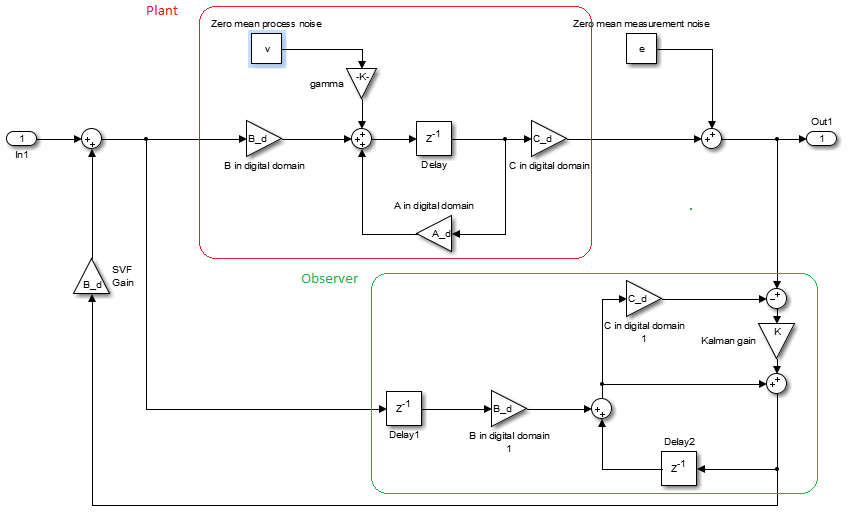 Plant
Zero mean process noise
Zero mean measurement noise
v
e
-K-
gamma
1
In1
B_d
B in digital domain
z-1
Delay
C_d
C in digital domain
Out1
1
A in digital domain
A_d
SVF
Gain
B_d
Observer
C_d
C in digital domain
1
K
Kalman gain
z-1
Delay1
B_d
B in digital domain
1
Delay2
z-1